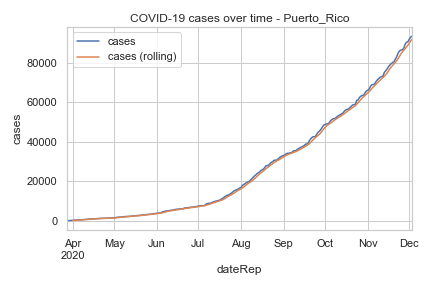 COVID-19 cases over time - Puerto_Rico
cases
cases (rolling)
80000
60000
40000
20000
0
cases
Apr May Jun Jul Aug Sep Oct Nov Dec
2020
dateRep